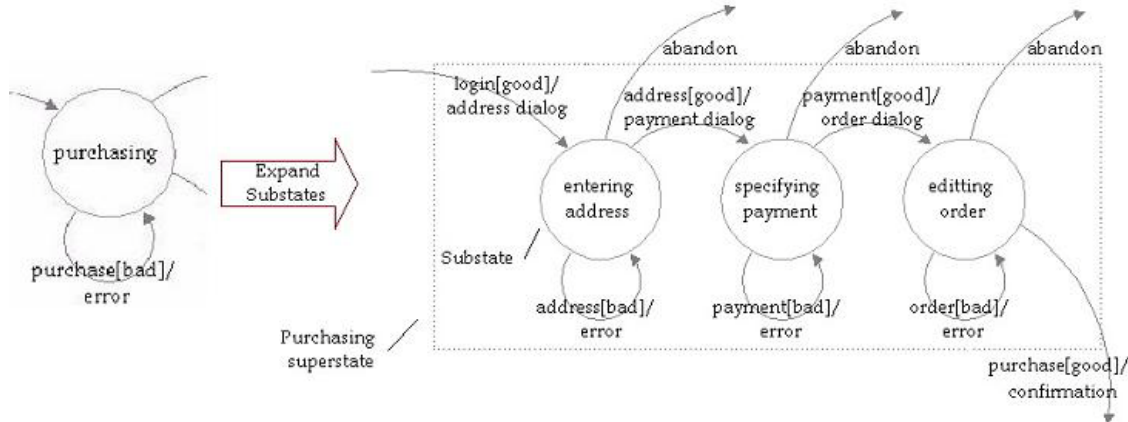 purchasing
purchase[bad]/
error
Expand
Substates
login[good]/
address dialog
abandon
address[good]/
payment dialog
abandon
payment[good]/
order dialog
abandon
entering
address
specifying
payment
editting
order
Substate
address[bad]/
error
payment[bad]/
error
order[bad]/
error
Purchasing
superstate
purchase[good]/
confirmation